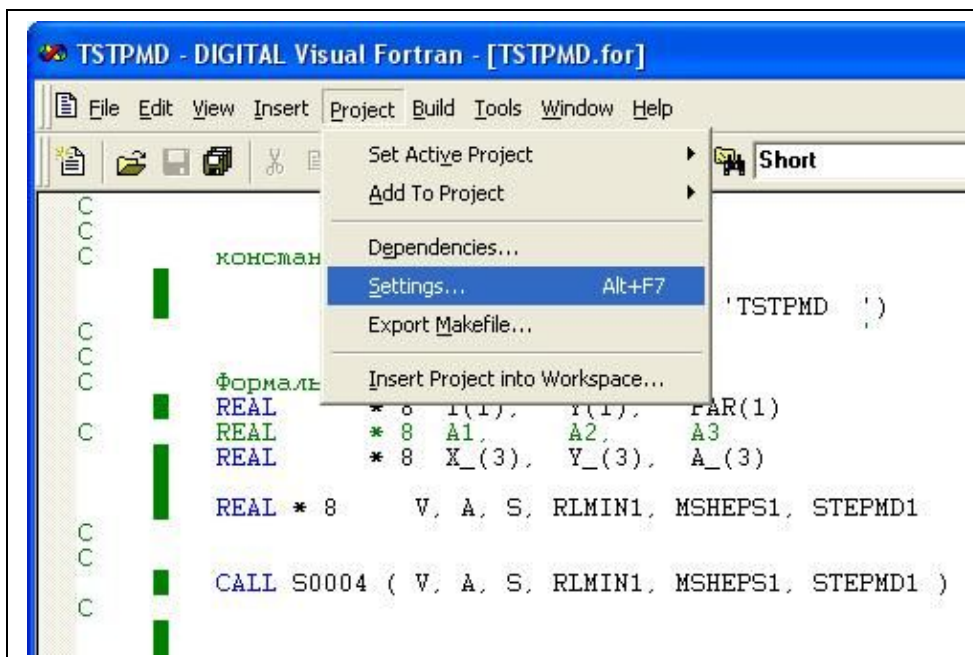 TSTPMD - DIGITAL Visual Fortran - [TSTPMD.for]
File Edit View Insert Project Build Tools Window Help
Set Active Project
Short
Add To Project
C
C
Dependencies...
C
Settings... Alt+F7
'TSTPMD ')
Export Makefile...
C
C
Insert Project into Workspace...
C
REAL * 8 Y(1), PAR(1)
C REAL * 8 A1, A2, A3
REAL * 8 X_(3), Y_(3), A_(3)
REAL * 8 V, A, S, RLMIN1, MSHEPS1, STEPMD1
C
C
CALL S0004 ( V, A, S, RLMIN1, MSHEPS1, STEPMD1 )
C